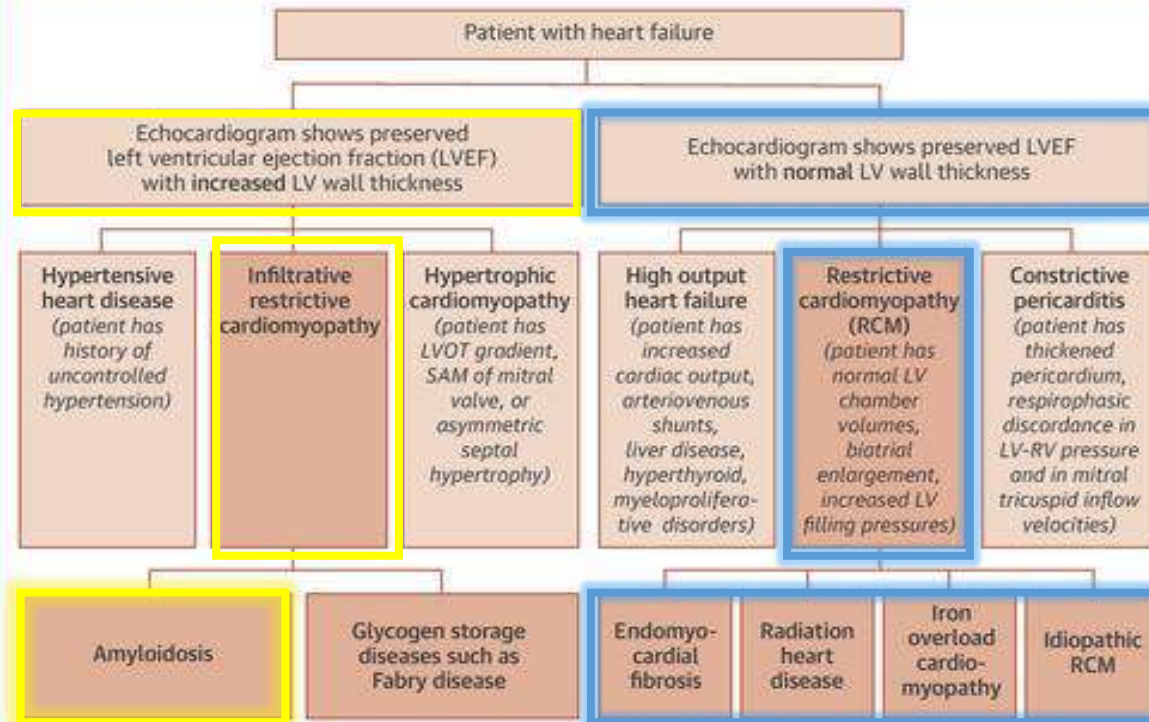 Patient with heart failure
Echocardiogram shows preserved
left ventricular ejection fraction (LVEF)
with increased LV wall thickness
Echocardiogram shows preserved LVEF
with normal LV wall thickness
Hypertensive
heart disease
(patient has
history of
uncontrolled
hypertension)
Infiltrative
restrictive
cardiomyopathy
Hypertrophic
cardiomyopathy
(patient has
LVOT gradient,
SAM of mitral
valve, or
asymmetric
septal
hypertrophy)
High output
heart failure
(patient has
increased
cardiac output,
arteriovenous
shunts,
liver disease,
hyperthyroid,
myeloprolifera-
tive disorders)
Restrictive
cardiomyopathy
(RCM)
(patient has
normal LV
chamber
volumes,
biatrial
enlargement,
increased LV
filling pressures)
Constrictive
pericarditis
(patient has
thickened
pericardium,
respirophasic
discordance in
LV-RV pressure
and in mitral
tricuspid inflow
velocities)
Amyloidosis
Glycogen storage
diseases such as
Fabry disease
Endomyo-
cardial
fibrosis
Radiation
heart
disease
Iron
overload
cardio-
myopathy
Idiopathic
RCM